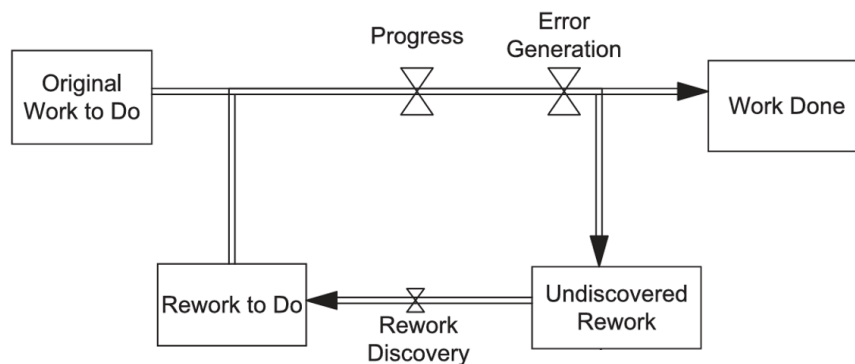 Progress
Error
Generation
Original
Work to Do
Work Done
Rework to Do
Undiscovered
Rework
Rework
Discovery